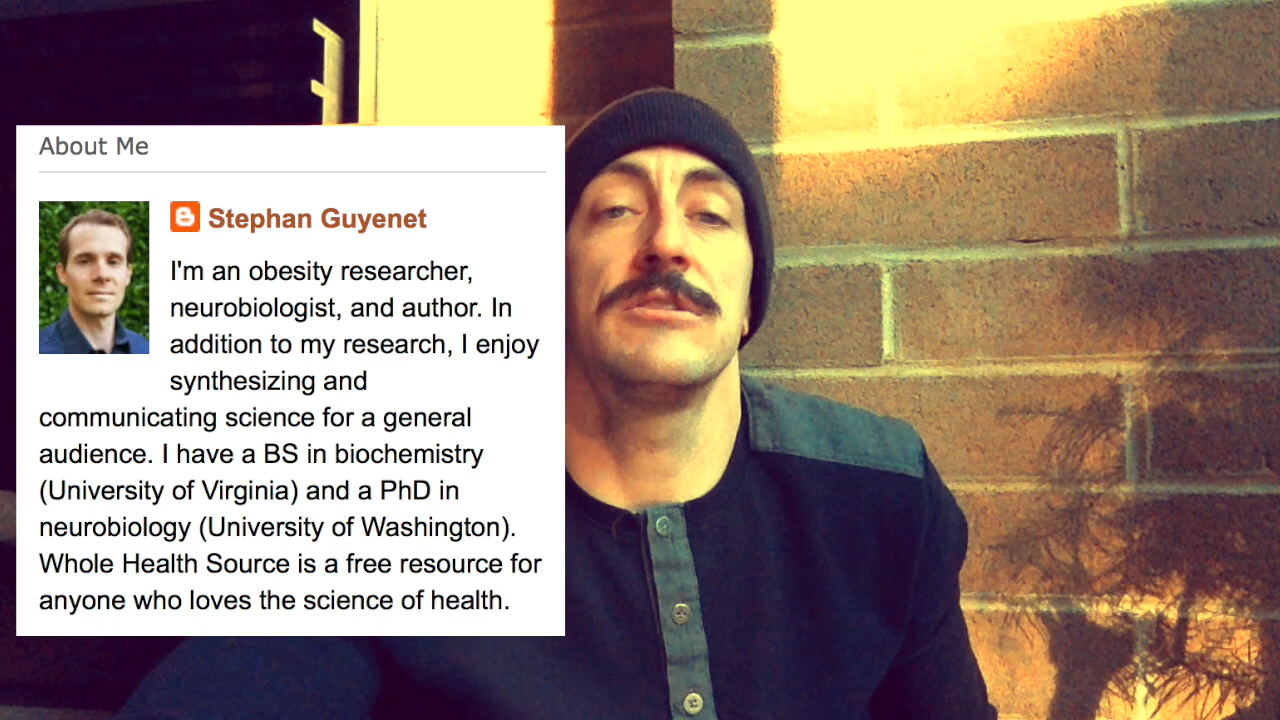 About Me
Stephan Guyenet
I'm an obesity researcher,
neurobiologist, and author. In
addition to my research, I enjoy
synthesizing and
communicating science for a general
audience. I have a BS in biochemistry
(University of Virginia) and a PhD in
neurobiology (University of Washington).
Whole Health Source is a free resource for
anyone who loves the science of health.